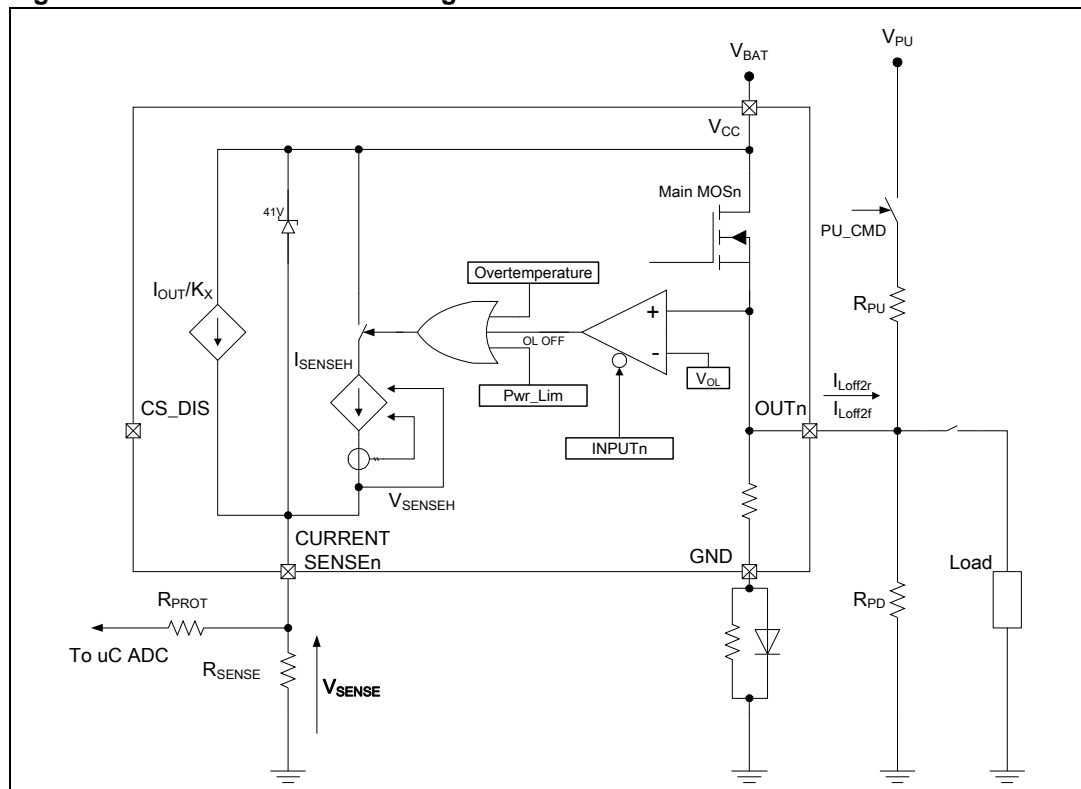 V_BAT
V_PU
V_CC
Main MOSn
41V
PU_CMD
Overtemperature
I_OUT/K_X
R_PU
+
OL OFF
-
I_SENSEH
V_OL
Pwr_Lim
I_Loff2r
CS_DIS
OUTn
I_Loff2f
INPUTn
V_SENSEH
CURRENT
SENSEn
GND
Load
R_PROT
R_PD
To uC ADC
R_SENSE
V_SENSE